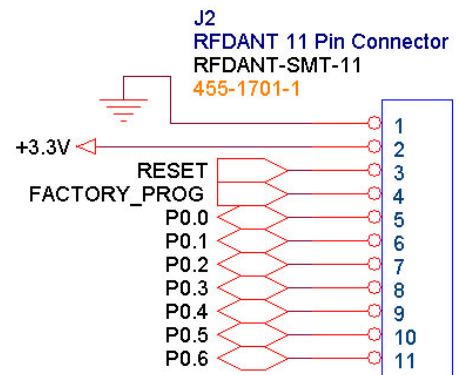 J2
RFDANT 11 Pin Connector
RFDANT-SMT-11
455-1701-1
1
+3.3V 2
RESET 3
FACTORY_PROG 4
P0.0 5
P0.1 6
P0.2 7
P0.3 8
P0.4 9
P0.5 10
P0.6 11